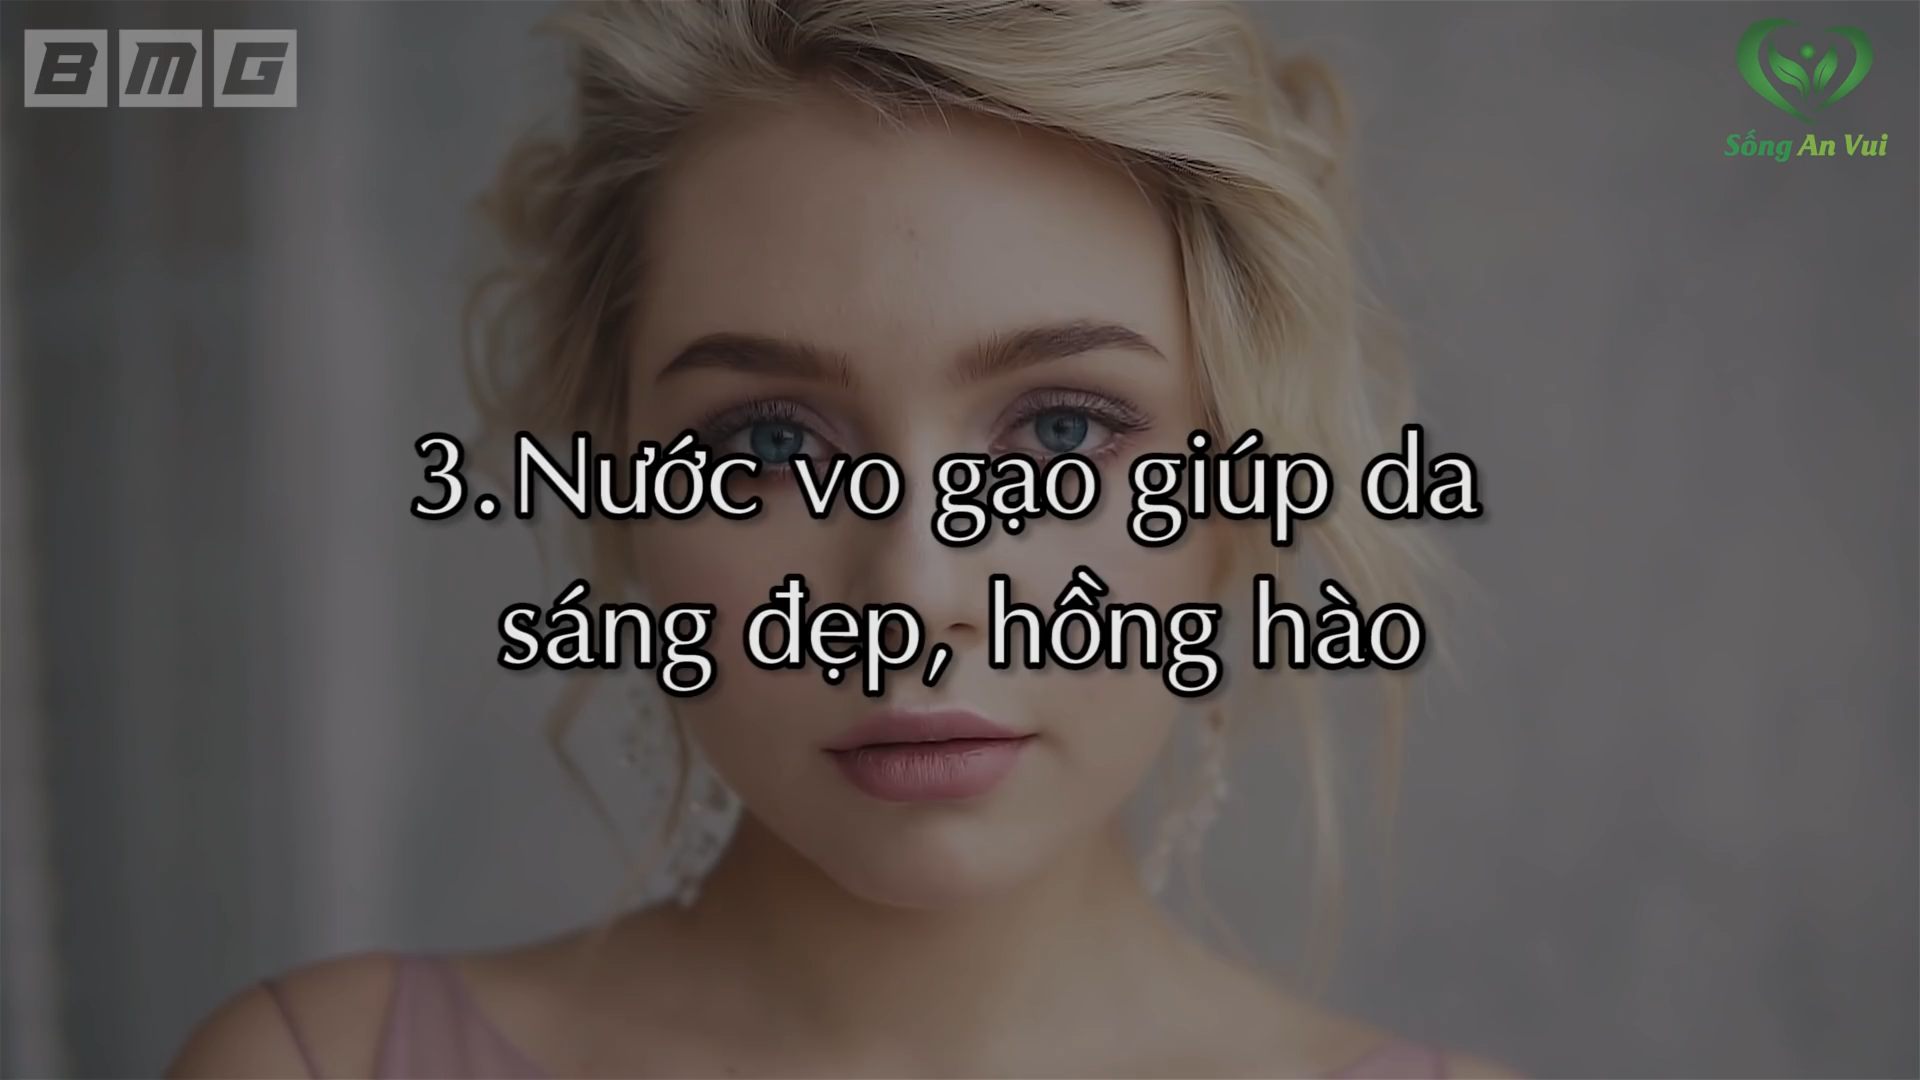 BMG
Sống An Vui
3. Nước vo gạo giúp da
sáng đẹp, hồng hào